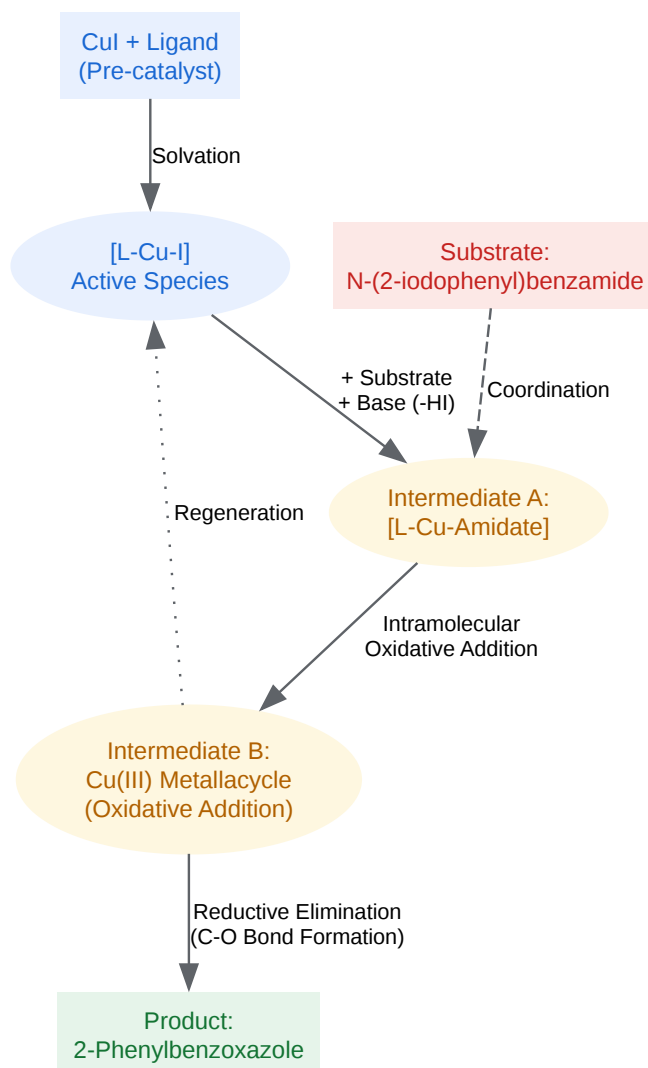 CuI + Ligand
(Pre-catalyst)
Solvation
[L-Cu-I]
Active Species
Substrate:
N-(2-iodophenyl)benzamide
+ Substrate
+ Base (-HI)
Coordination
Intermediate A:
[L-Cu-Amidate]
Regeneration
Intramolecular
Oxidative Addition
Intermediate B:
Cu(III) Metallacycle
(Oxidative Addition)
Reductive Elimination
(C-O Bond Formation)
Product:
2-Phenylbenzoxazole